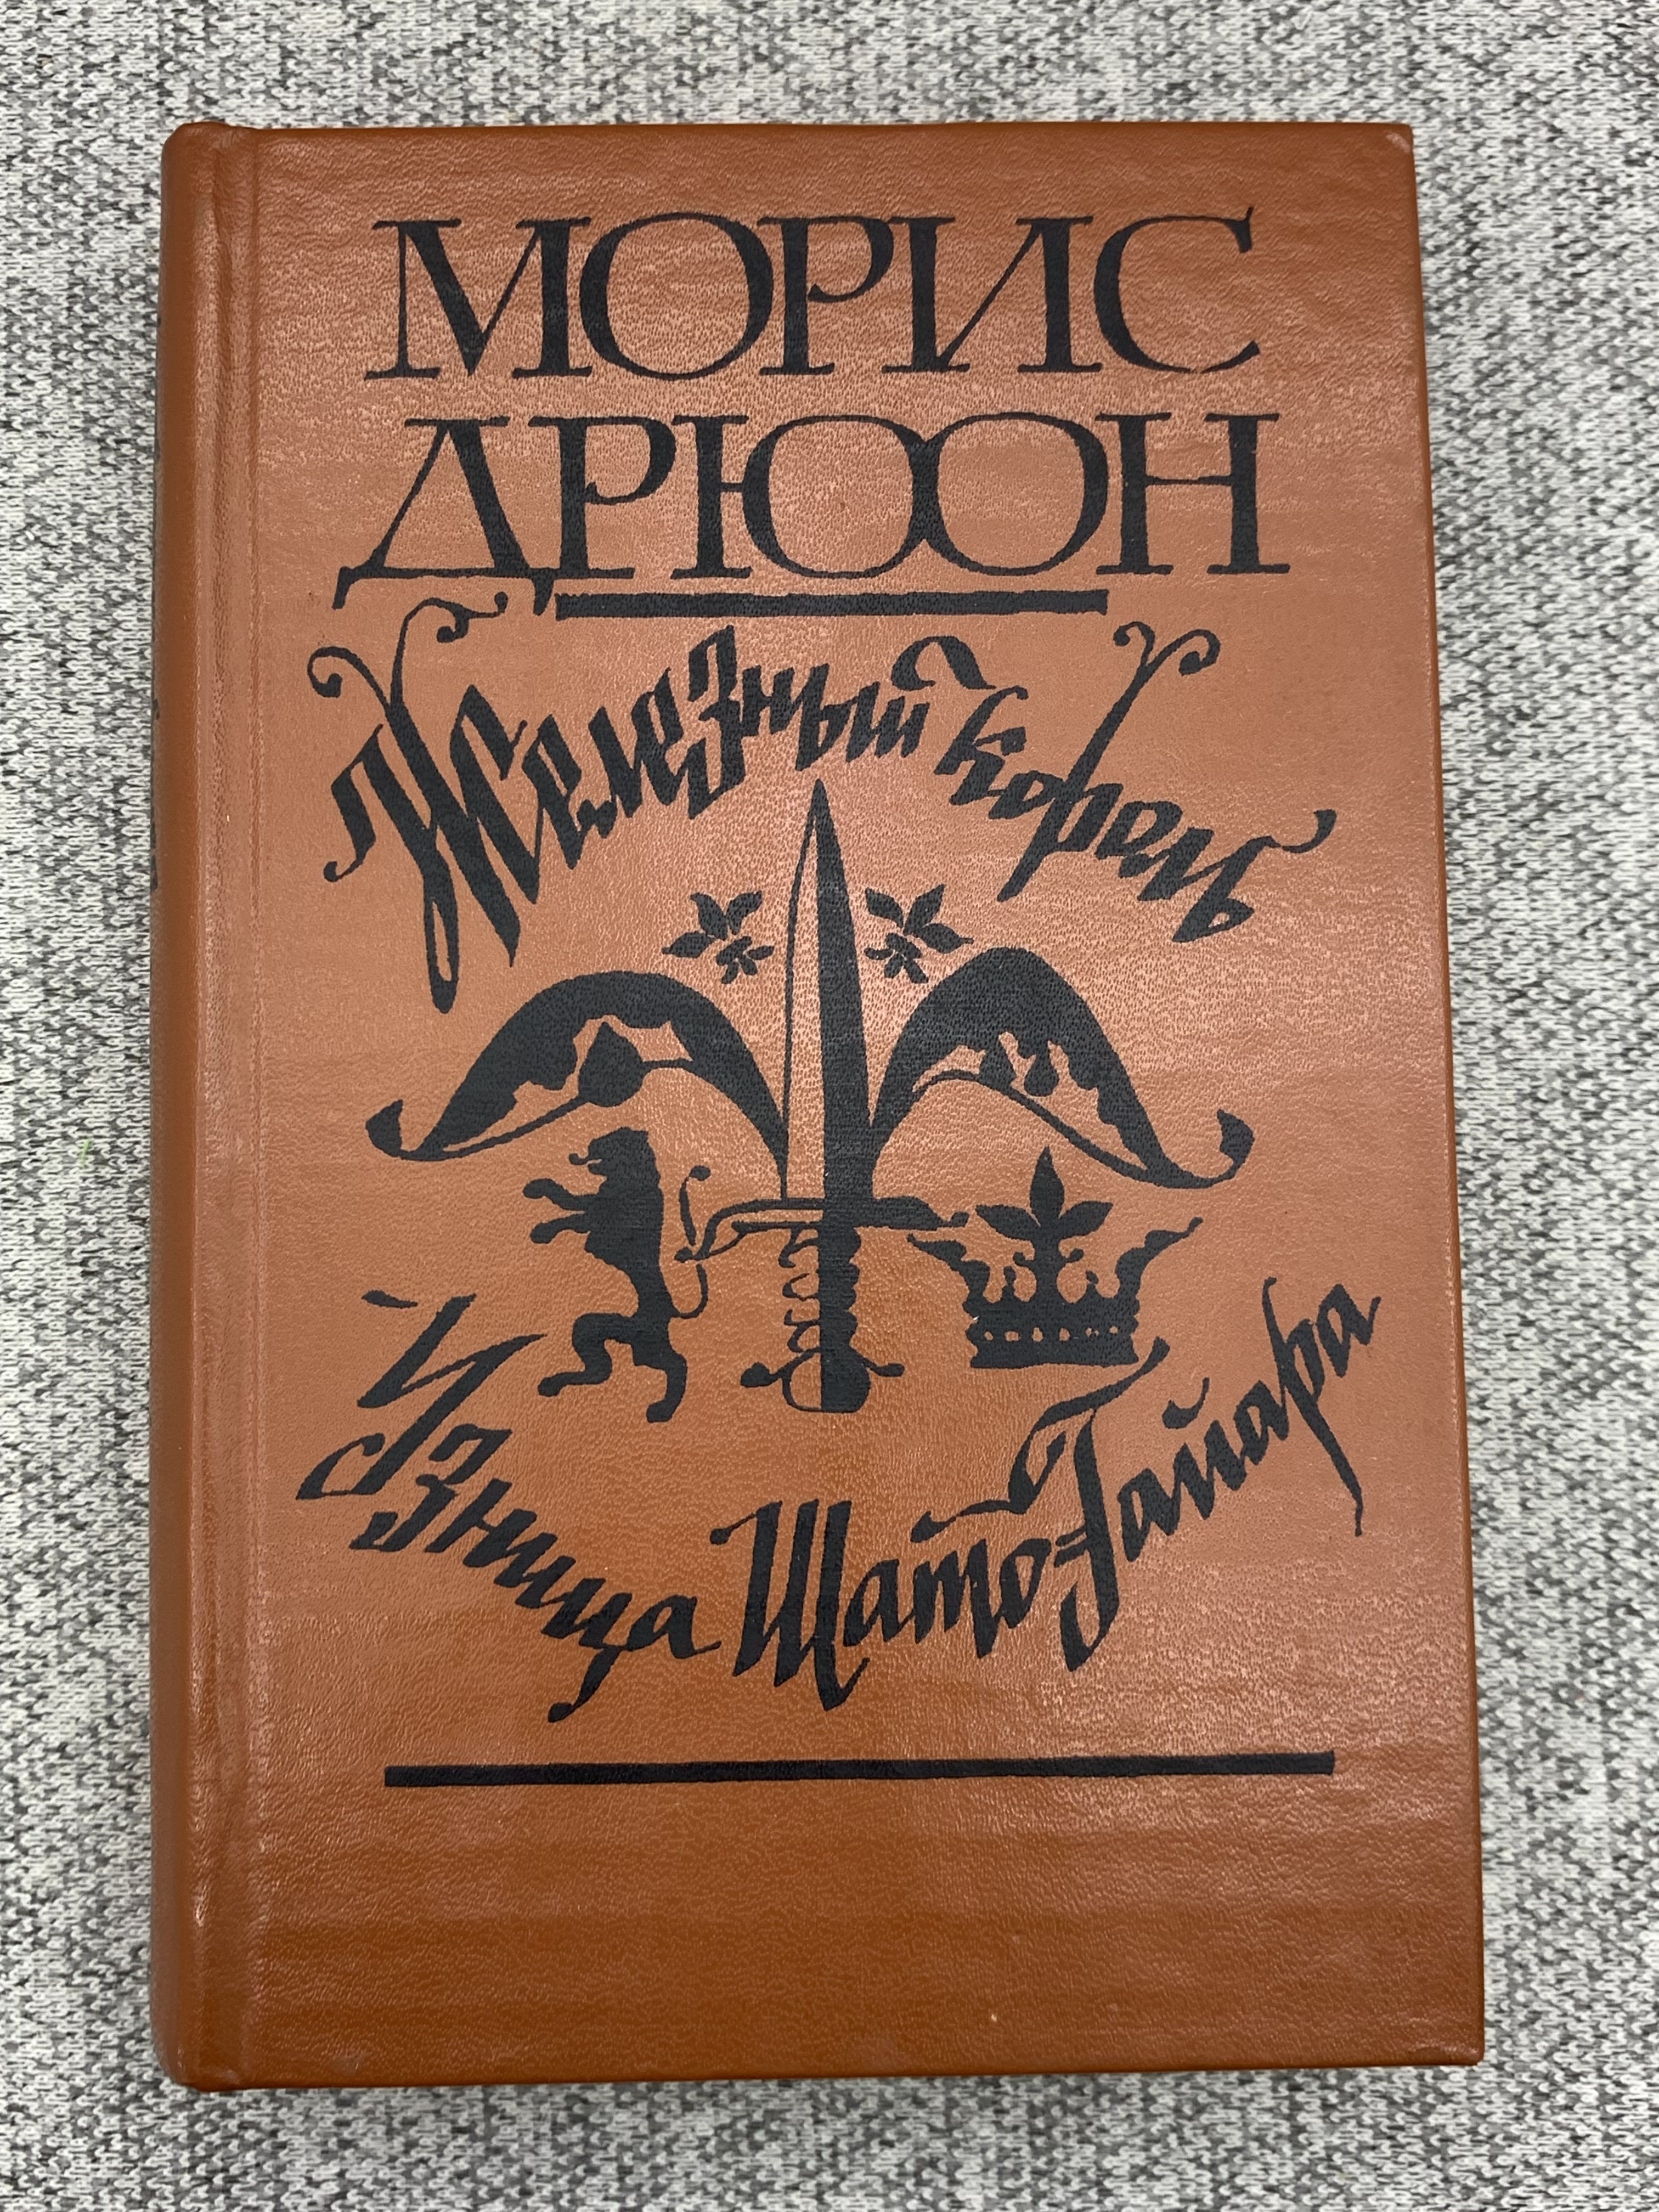 МОРИС
ДРЮОН
Железный король
Узница Шато-Гайара